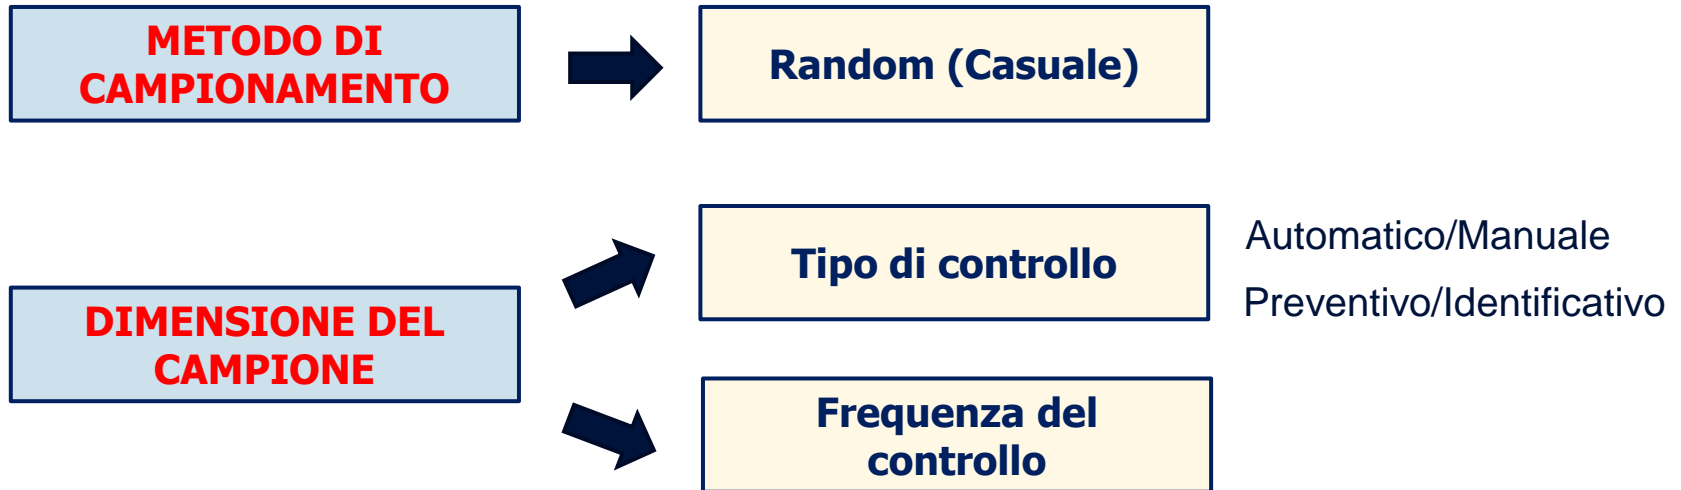 METODO DI
CAMPIONAMENTO
Random (Casuale)
Tipo di controllo
Automatico/Manuale
Preventivo/Identificativo
DIMENSIONE DEL
CAMPIONE
Frequenza del
controllo